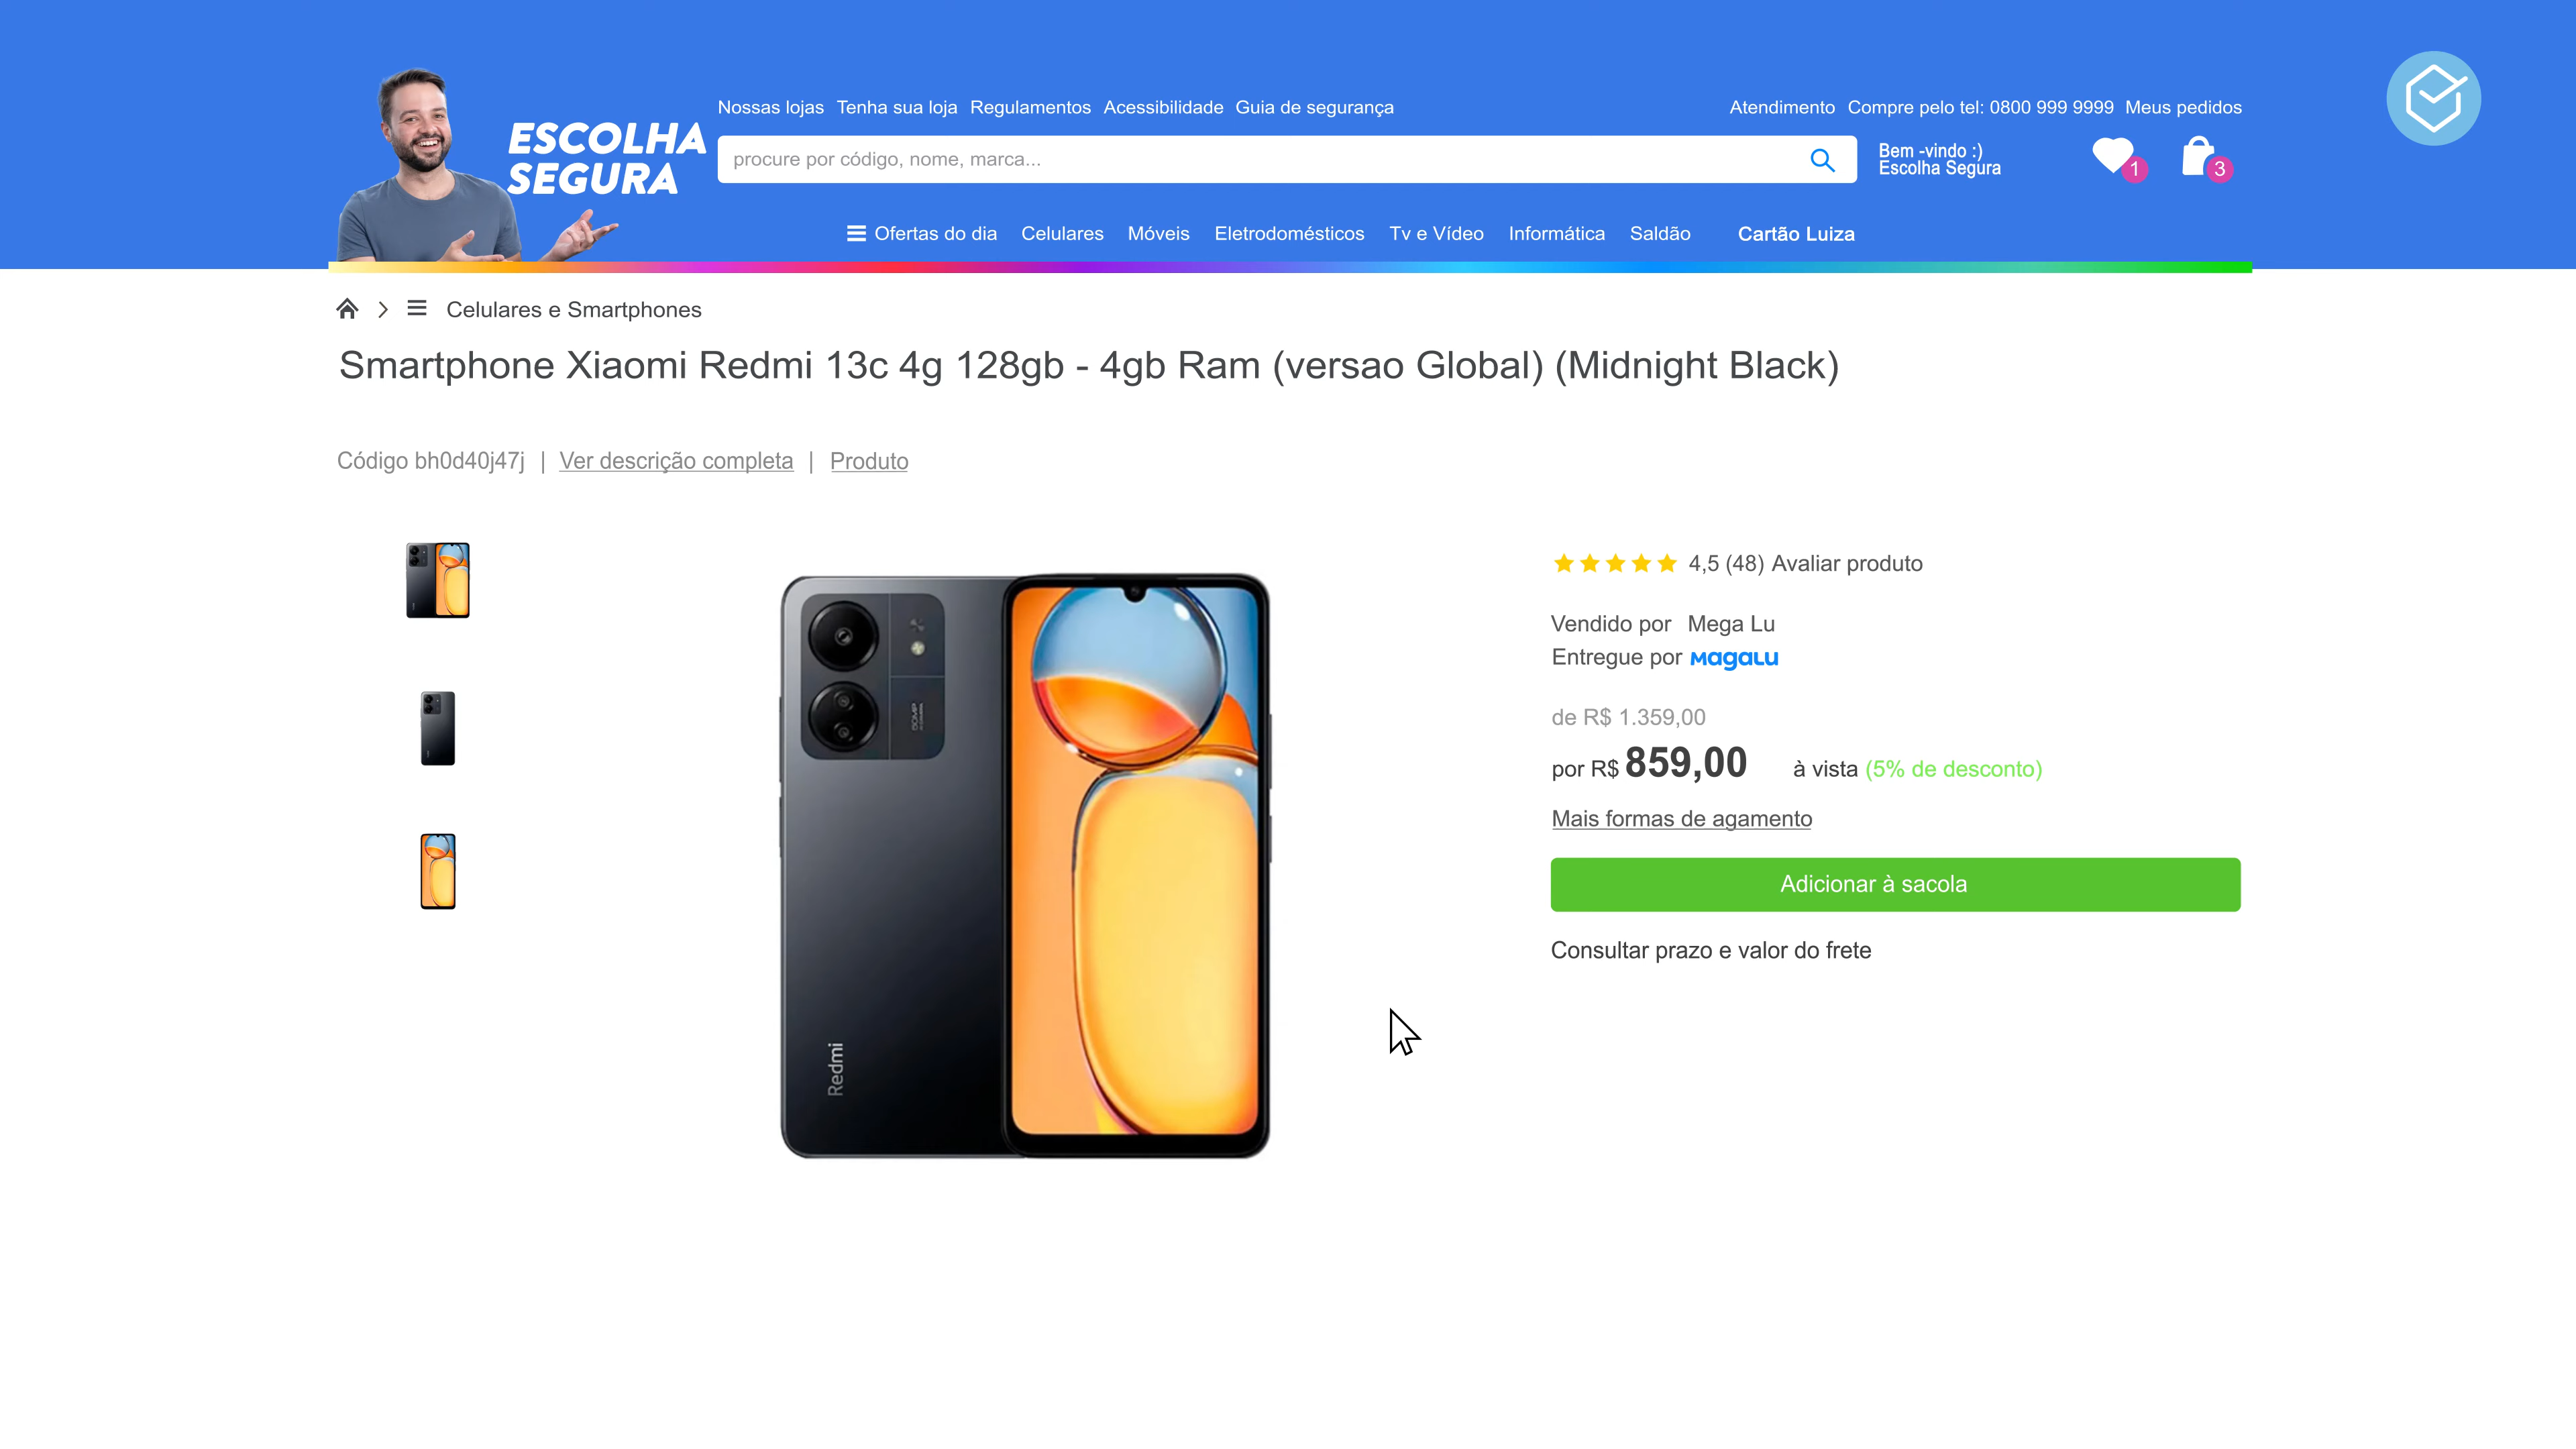 ESCOLHA
SEGURA
Nossas lojas Tenha sua loja Regulamentos Acessibilidade Guia de segurança
Atendimento Compre pelo tel: 0800 999 9999 Meus pedidos
procure por código, nome, marca...
Bem -vindo :)
Escolha Segura
1
3
Ofertas do dia Celulares Móveis Eletrodomésticos Tv e Vídeo Informática Saldão Cartão Luiza
Celulares e Smartphones
Smartphone Xiaomi Redmi 13c 4g 128gb - 4gb Ram (versao Global) (Midnight Black)
Código bh0d40j47j | Ver descrição completa | Produto
4,5 (48) Avaliar produto
Vendido por Mega Lu
Entregue por Magalu
de R$ 1.359,00
por R$ 859,00 à vista (5% de desconto)
Mais formas de agamento
Adicionar à sacola
Consultar prazo e valor do frete
50MP
Redmi